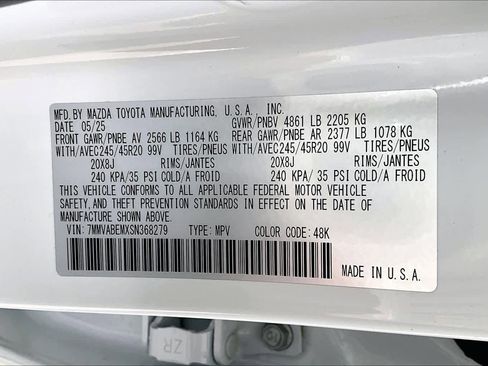 MFD. BY MAZDA TOYOTA MANUFACTURING, U.S.A., INC.
DATE 05/25 GVWR/PNBV 4861 LB 2205 KG
FRONT GAWR/PNBE AV 2566 LB 1164 KG REAR GAWR/PNBE AR 2377 LB 1078 KG
WITH/AVEC245/45R20 99V TIRES/PNEUS WITH/AVEC245/45R20 99V TIRES/PNEUS
20X8J RIMS/JANTES 20X8J RIMS/JANTES
240 KPA/35 PSI COLD/A FROID 240 KPA/35 PSI COLD/A FROID
THIS VEHICLE CONFORMS TO ALL APPLICABLE FEDERAL MOTOR VEHICLE
SAFETY, AND THEFT PREVENTION STANDARDS IN EFFECT ON THE DATE OF
MANUFACTURE SHOWN ABOVE.
VIN: 7MMVABEMXSN368279 TYPE: MPV COLOR CODE: 48K
MADE IN U.S.A.
ZR